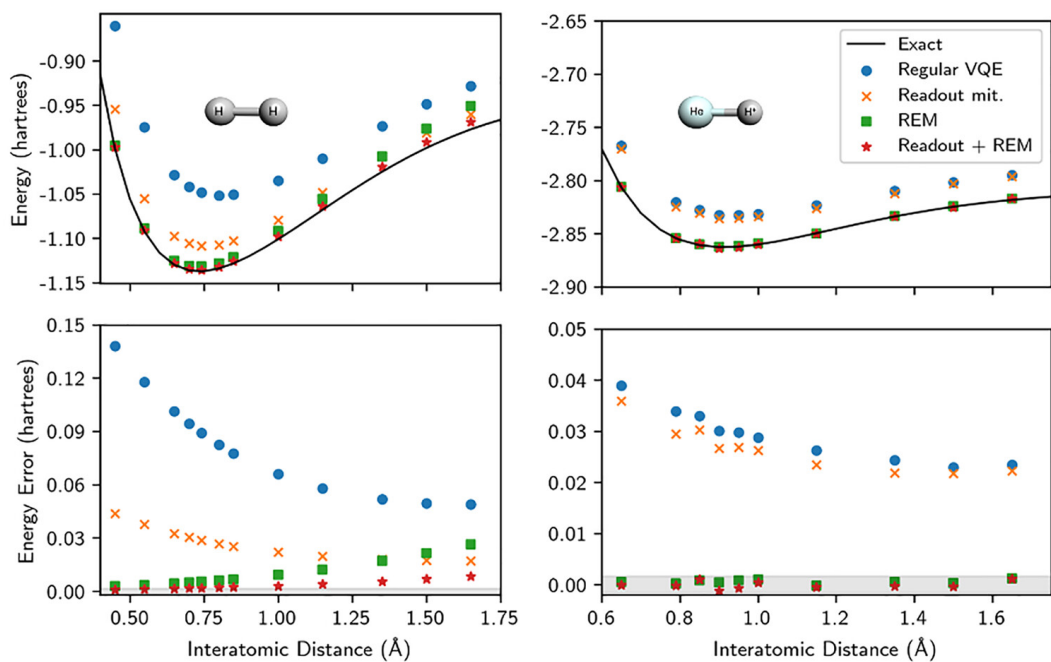 Energy (hartrees)
−0.90
−0.95
−1.00
−1.05
−1.10
−1.15
H H
−2.65
−2.70
−2.75
−2.80
−2.85
−2.90
He H⁺
Exact
Regular VQE
Readout mit.
REM
Readout + REM
Energy Error (hartrees)
0.15
0.12
0.09
0.06
0.03
0.00
0.50 0.75 1.00 1.25 1.50 1.75
Interatomic Distance (Å)
0.05
0.04
0.03
0.02
0.01
0.00
0.6 0.8 1.0 1.2 1.4 1.6
Interatomic Distance (Å)